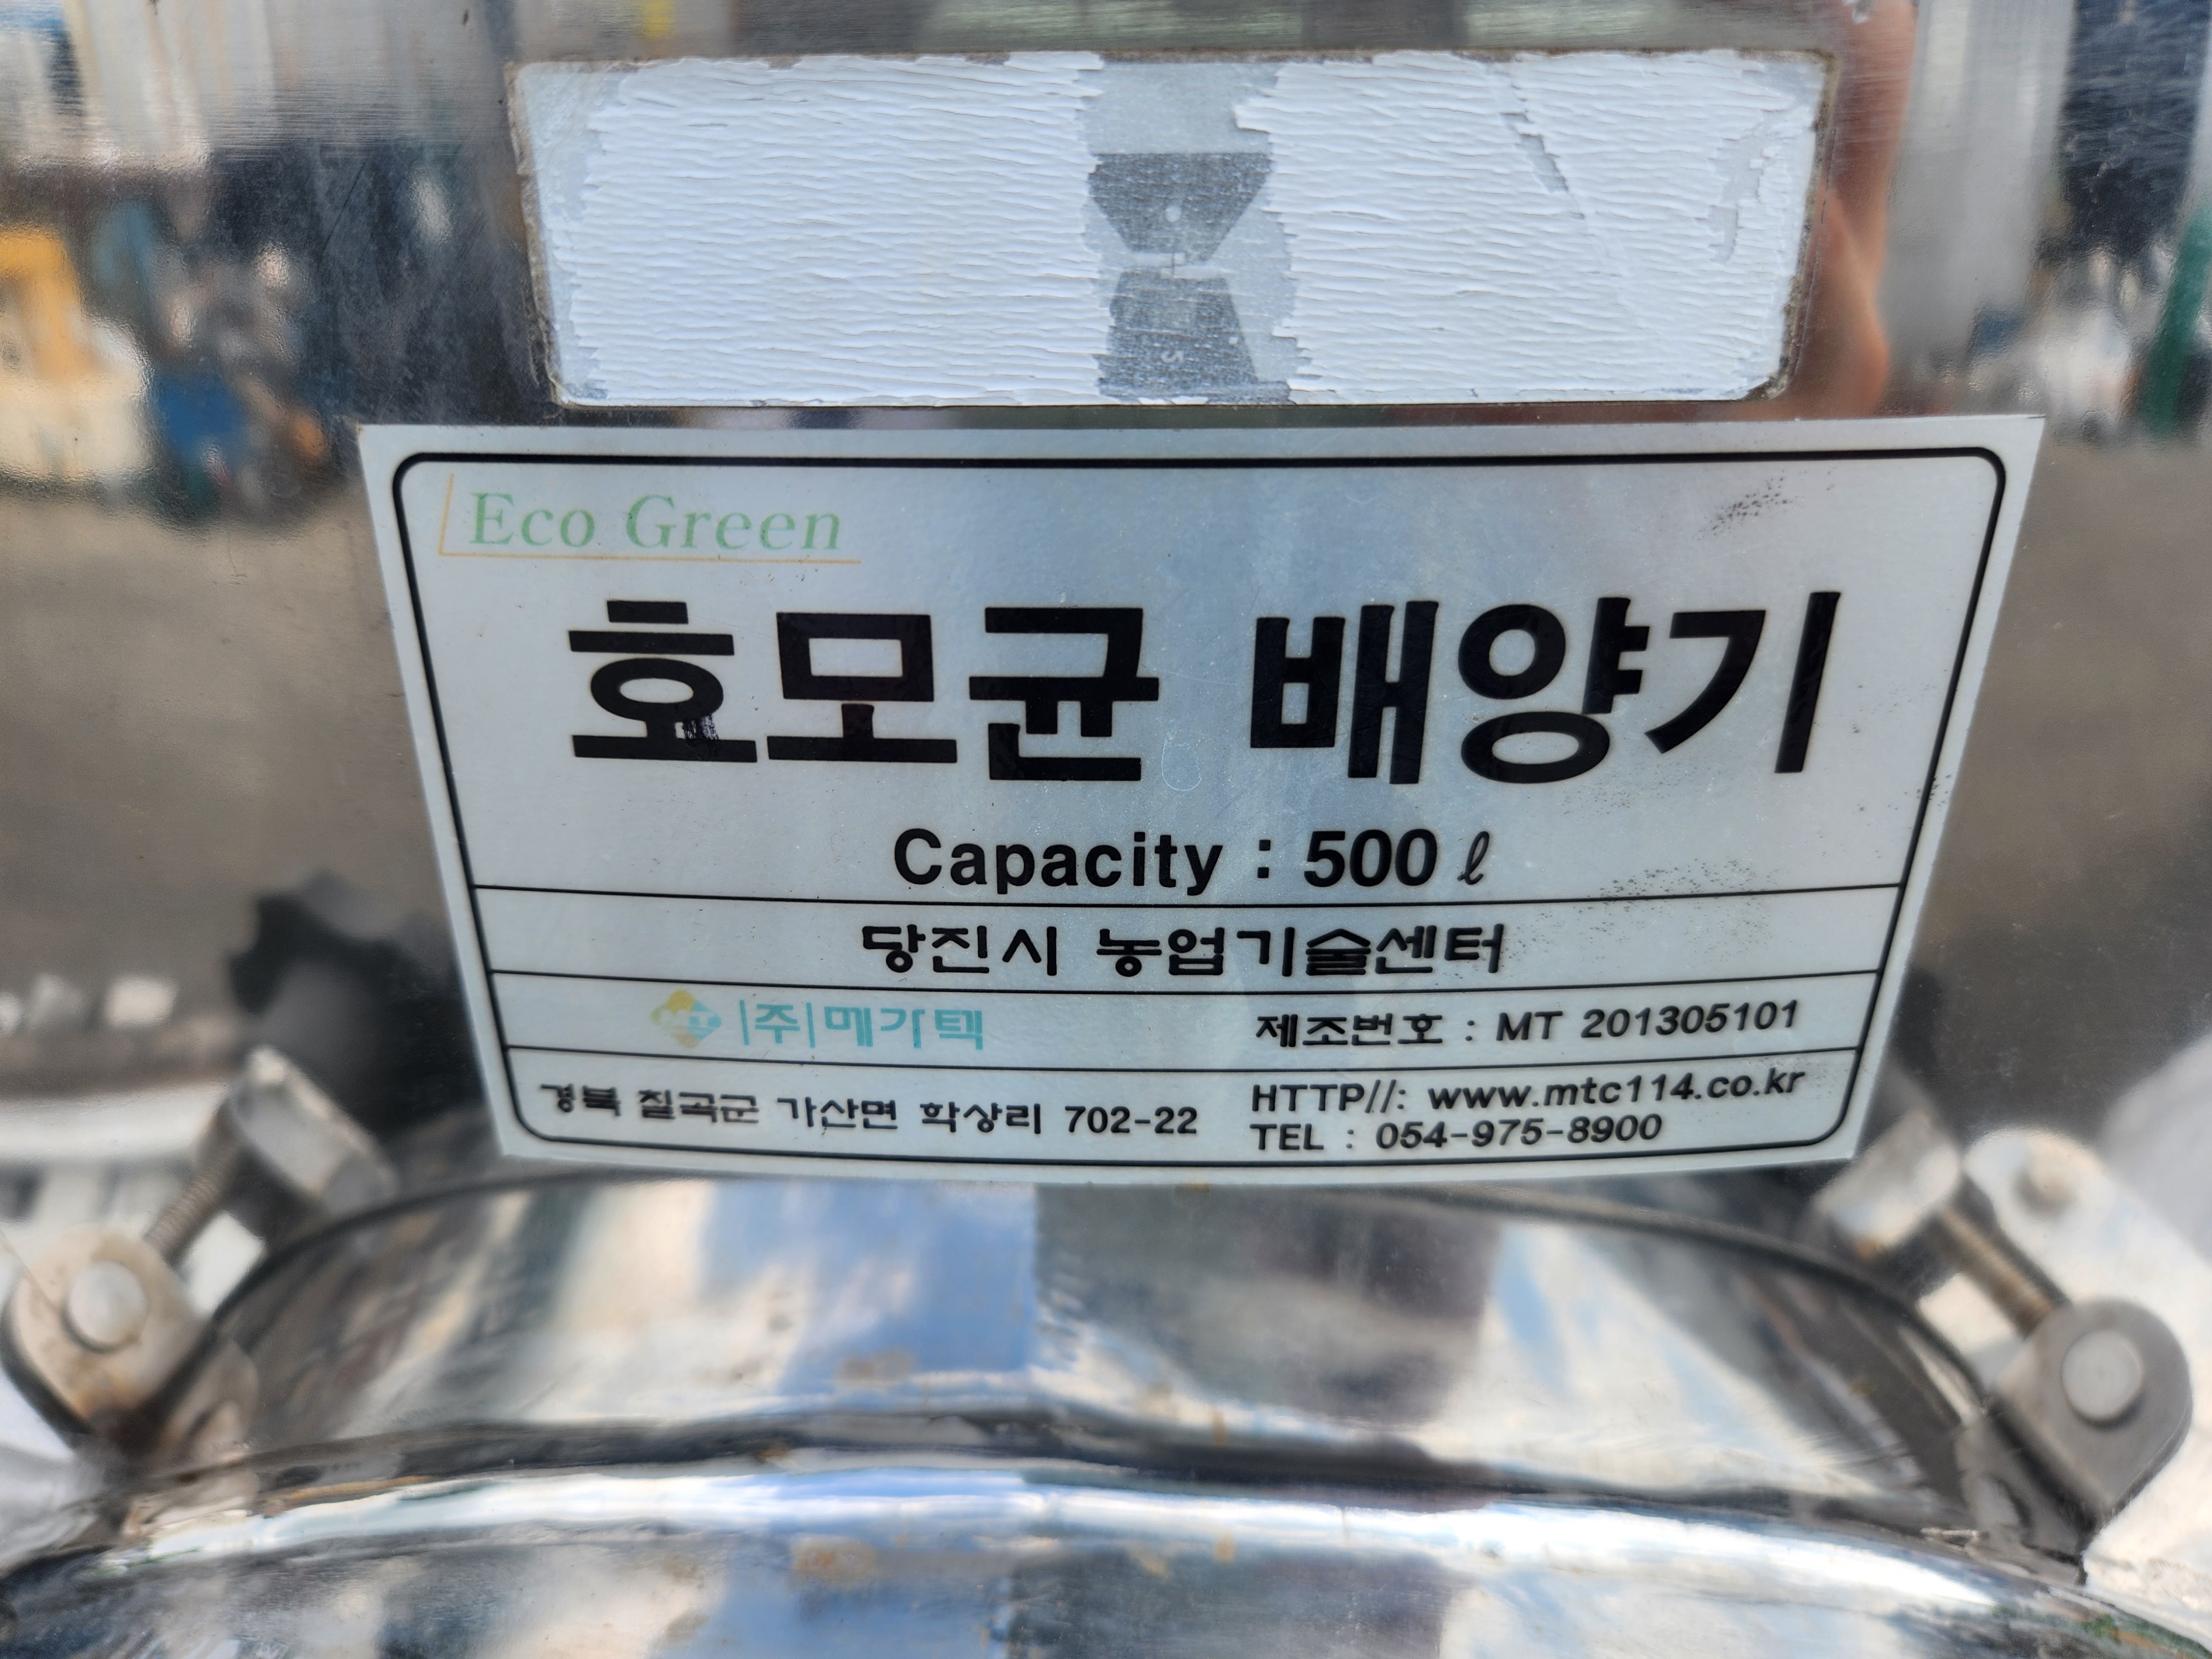 Eco Green
효모균 배양기
Capacity : 500 ℓ
당진시 농업기술센터
|주|메가텍
제조번호 : MT 201305101
경북 칠곡군 가산면 학상리 702-22
HTTP//: www.mtc114.co.kr
TEL : 054-975-8900